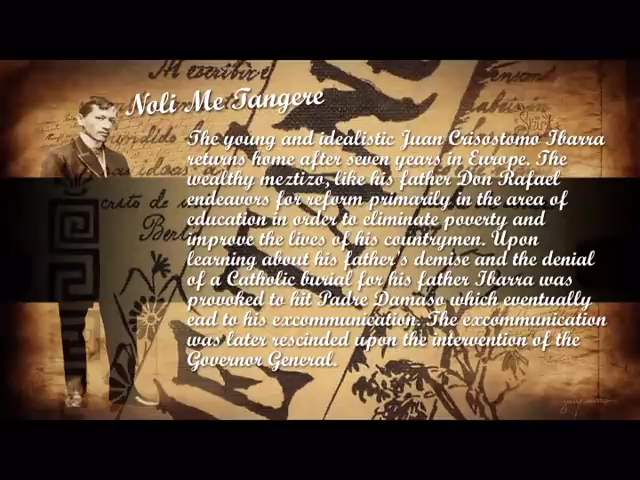 Noli Me Tangere
The young and idealistic Juan Crisostomo Ibarra
returns home after seven years in Europe. The
wealthy meztizo, like his father Don Rafael
endeavors for reform primarily in the area of
education in order to eliminate poverty and
improve the lives of his countrymen. Upon
learning about his father's demise and the denial
of a Catholic burial for his father Ibarra was
provoked to hit Padre Damaso which eventually
ead to his excommunication. The excommunication
was later rescinded upon the intervention of the
Governor General.